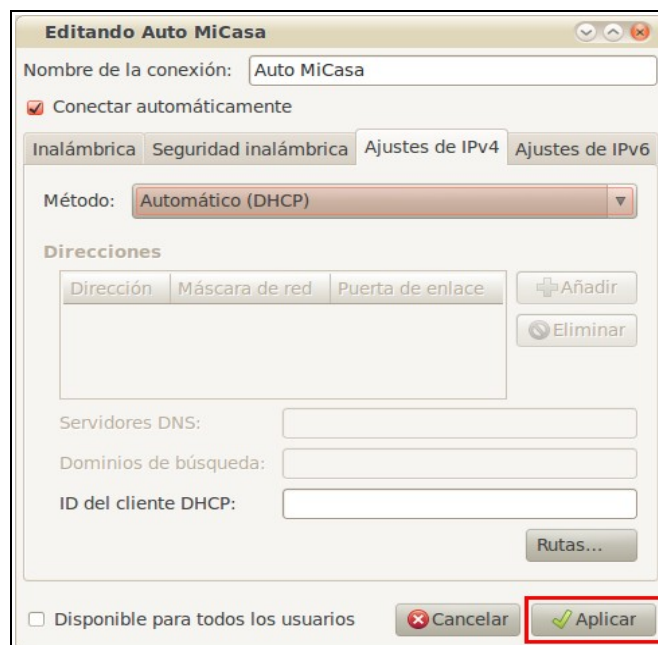 Editando Auto MiCasa
Nombre de la conexión: Auto MiCasa
Conectar automáticamente
Inalámbrica Seguridad inalámbrica Ajustes de IPv4 Ajustes de IPv6
Método: Automático (DHCP)
Direcciones
Dirección Máscara de red Puerta de enlace Añadir
Eliminar
Servidores DNS:
Dominios de búsqueda:
ID del cliente DHCP:
Rutas...
Disponible para todos los usuarios Cancelar Aplicar